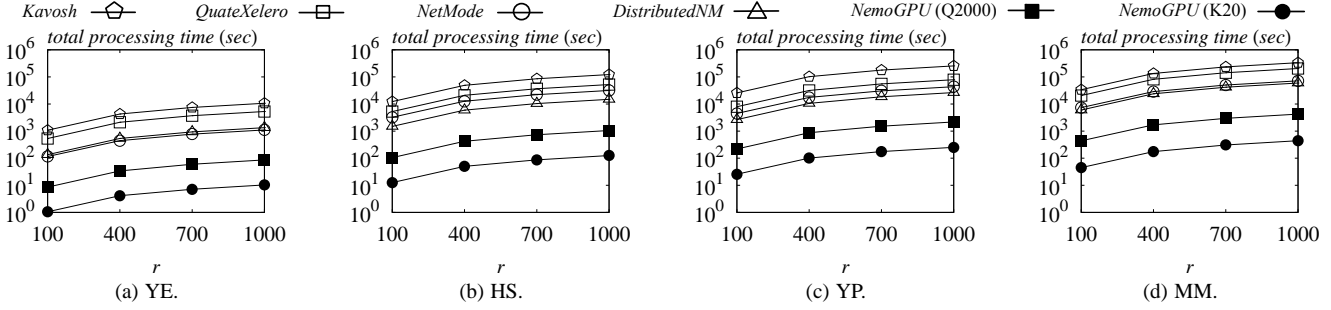 Kavosh QuateXelero NetMode DistributedNM NemoGPU (Q2000) NemoGPU (K20)
total processing time (sec) total processing time (sec) total processing time (sec) total processing time (sec)
10^6 10^6 10^6 10^6
10^5 10^5 10^5 10^5
10^4 10^4 10^4 10^4
10^3 10^3 10^3 10^3
10^2 10^2 10^2 10^2
10^1 10^1 10^1 10^1
10^0 10^0 10^0 10^0
100 400 700 1000 100 400 700 1000 100 400 700 1000 100 400 700 1000
r r r r
(a) YE. (b) HS. (c) YP. (d) MM.